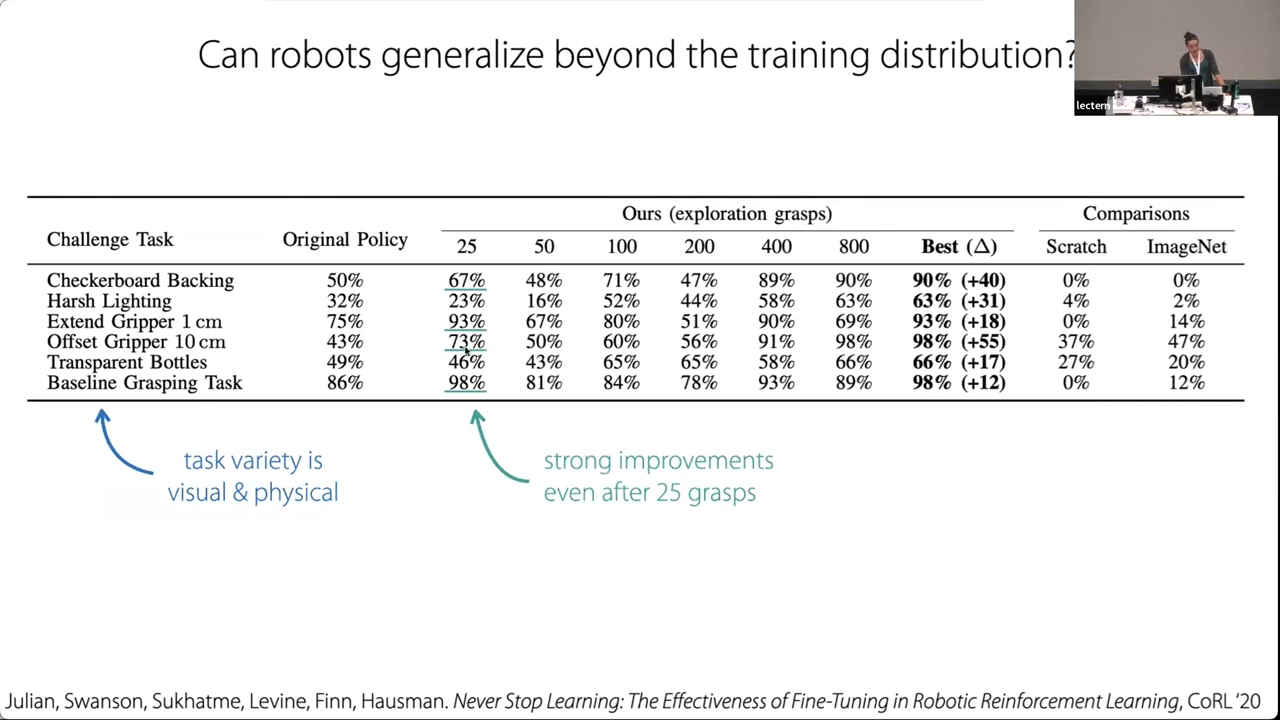 Can robots generalize beyond the training distribution?
lectern
Ours (exploration grasps) Comparisons
Challenge Task Original Policy 25 50 100 200 400 800 Best (Δ) Scratch ImageNet
Checkerboard Backing 50% 67% 48% 71% 47% 89% 90% 90% (+40) 0% 0%
Harsh Lighting 32% 23% 16% 52% 44% 58% 63% 63% (+31) 4% 2%
Extend Gripper 1 cm 75% 93% 67% 80% 51% 90% 69% 93% (+18) 0% 14%
Offset Gripper 10 cm 43% 73% 50% 60% 56% 91% 98% 98% (+55) 37% 47%
Transparent Bottles 49% 46% 43% 65% 65% 58% 66% 66% (+17) 27% 20%
Baseline Grasping Task 86% 98% 81% 84% 78% 93% 89% 98% (+12) 0% 12%
task variety is
visual & physical
strong improvements
even after 25 grasps
Julian, Swanson, Sukhatme, Levine, Finn, Hausman. Never Stop Learning: The Effectiveness of Fine-Tuning in Robotic Reinforcement Learning, CoRL '20